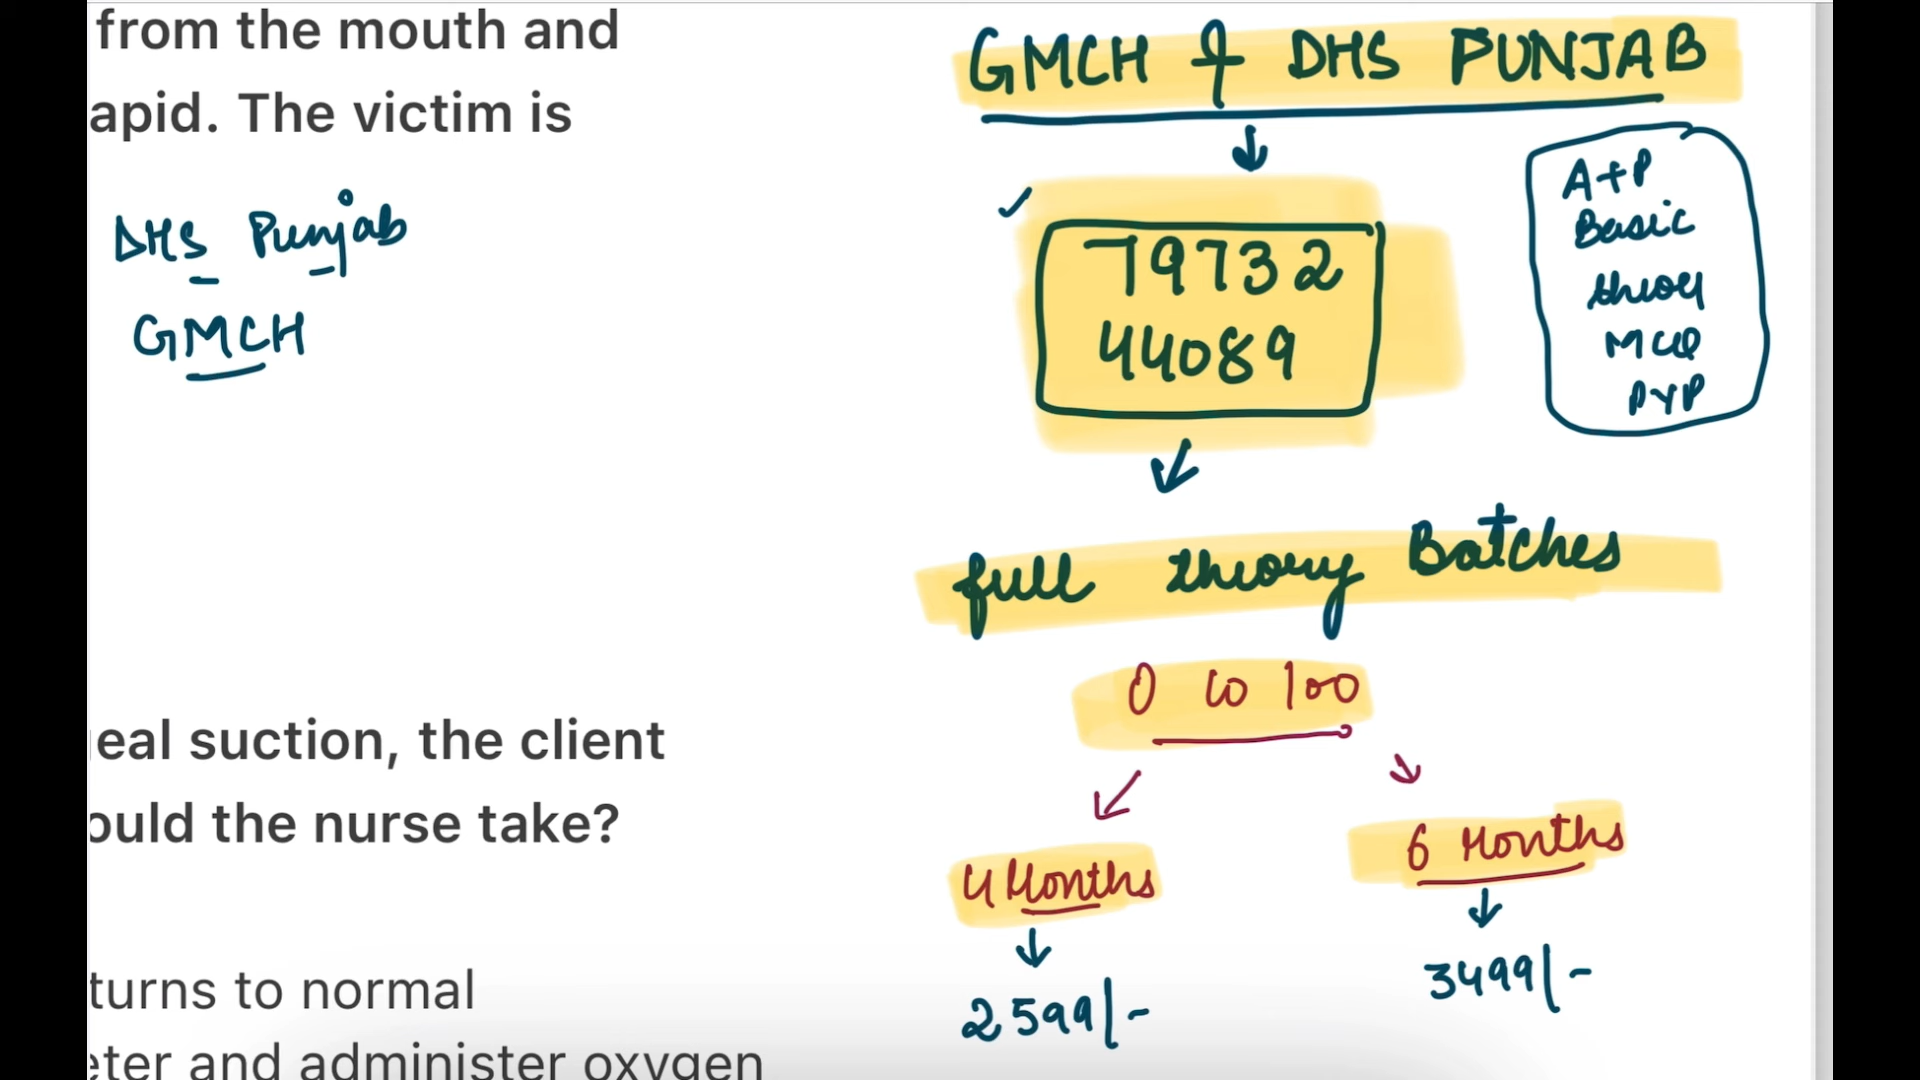 from the mouth and
apid. The victim is
DHS Punjab
GMCH
eal suction, the client
ould the nurse take?
turns to normal
eter and administer oxygen
GMCH & DHS PUNJAB
79732
44089
A+P
Basic
theory
MCQ
PYP
full theory Batches
0 to 100
4 Months
6 Months
2599/-
3499/-